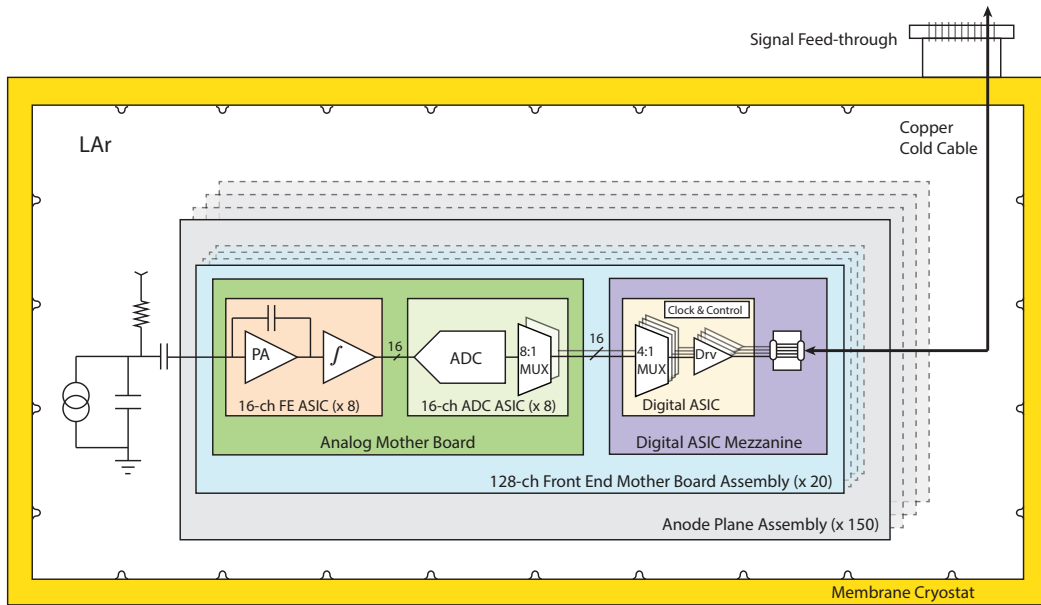 Signal Feed-through
Copper
Cold Cable
LAr
Clock & Control
16
16
PA
∫
ADC
8:1
MUX
4:1
MUX
Drv
16-ch FE ASIC (x 8)
16-ch ADC ASIC (x 8)
Digital ASIC
Analog Mother Board
Digital ASIC Mezzanine
128-ch Front End Mother Board Assembly (x 20)
Anode Plane Assembly (x 150)
Membrane Cryostat